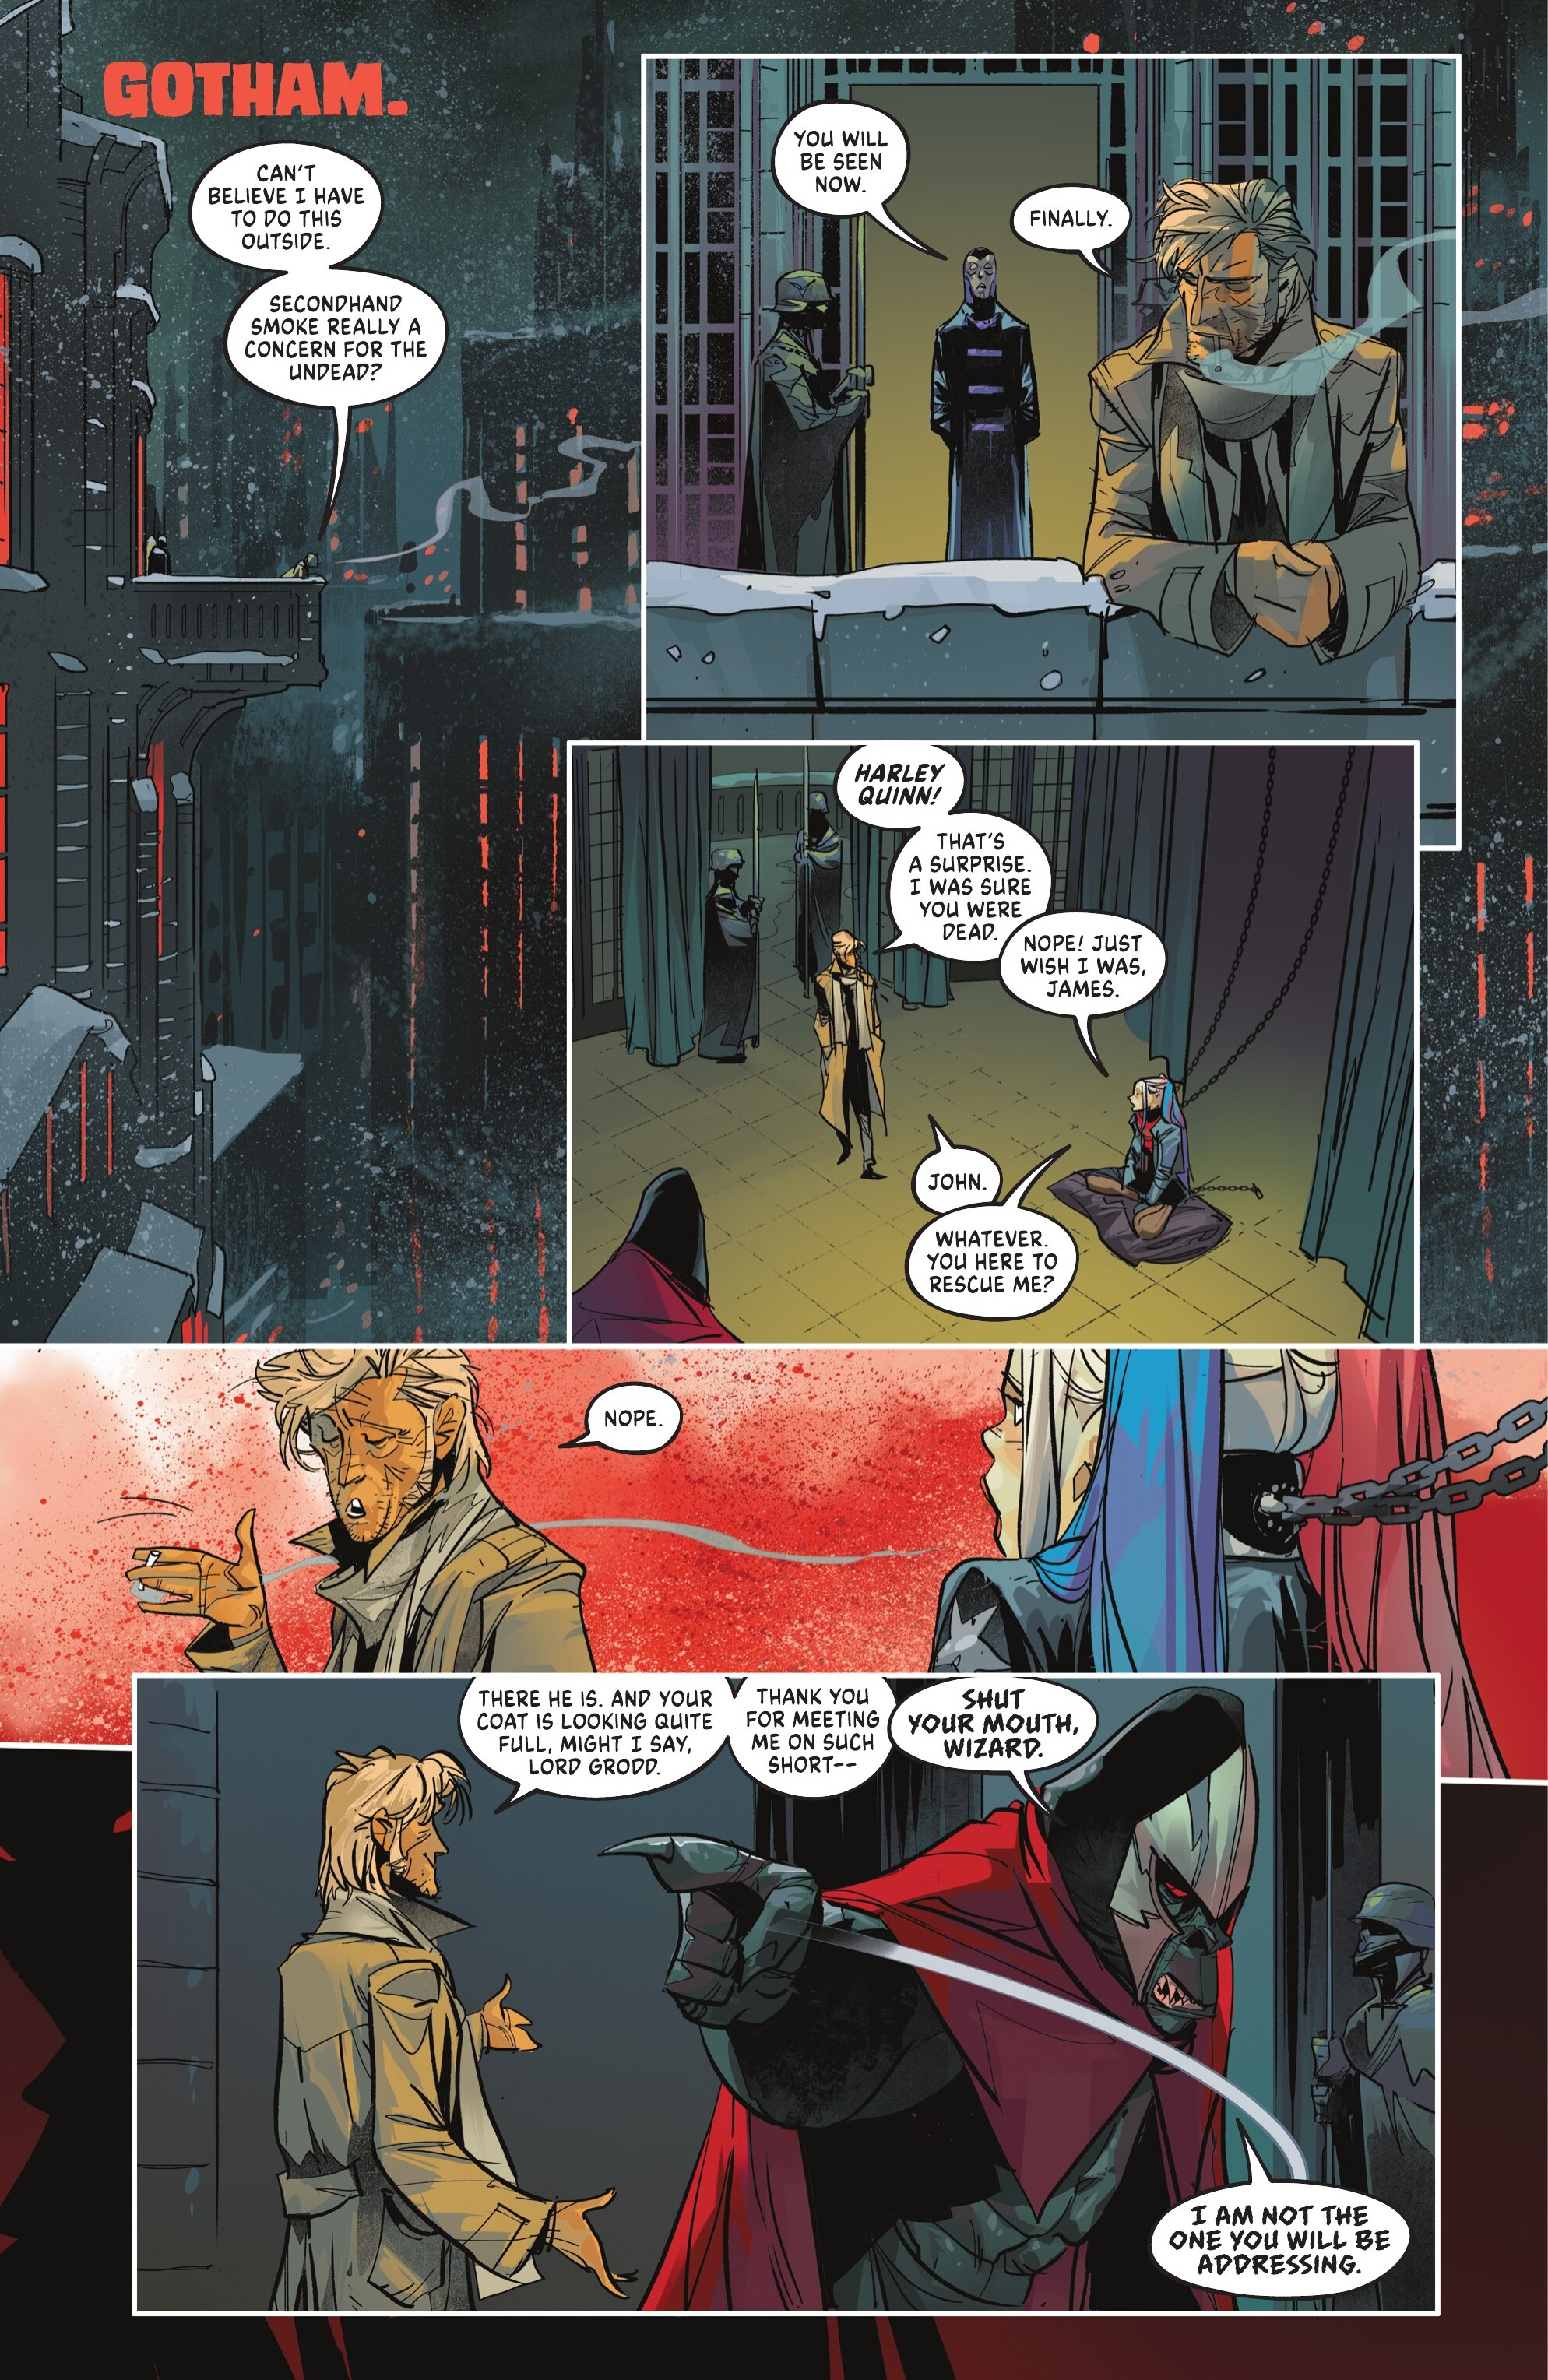 GOTHAM.
CAN'T
BELIEVE I HAVE
TO DO THIS
OUTSIDE.
SECONDHAND
SMOKE REALLY A
CONCERN FOR THE
UNDEAD?
YOU WILL
BE SEEN
NOW.
FINALLY.
HARLEY
QUINN!
THAT'S
A SURPRISE.
I WAS SURE
YOU WERE
DEAD.
NOPE! JUST
WISH I WAS,
JAMES.
JOHN.
WHATEVER.
YOU HERE TO
RESCUE ME?
NOPE.
THERE HE IS. AND YOUR
COAT IS LOOKING QUITE
FULL, MIGHT I SAY,
LORD GRODD.
THANK YOU
FOR MEETING
ME ON SUCH
SHORT--
SHUT
YOUR MOUTH,
WIZARD.
I AM NOT THE
ONE YOU WILL BE
ADDRESSING.